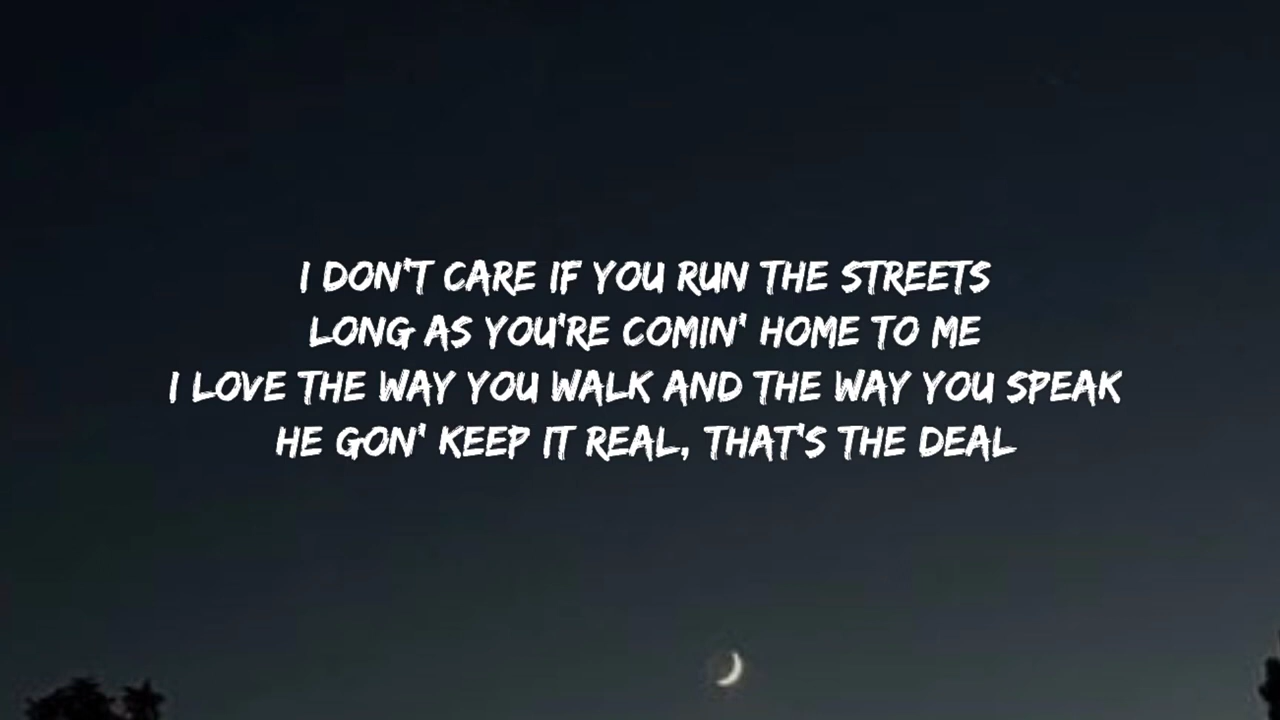 I DON'T CARE IF YOU RUN THE STREETS
LONG AS YOU'RE COMIN' HOME TO ME
I LOVE THE WAY YOU WALK AND THE WAY YOU SPEAK
HE GON' KEEP IT REAL, THAT'S THE DEAL